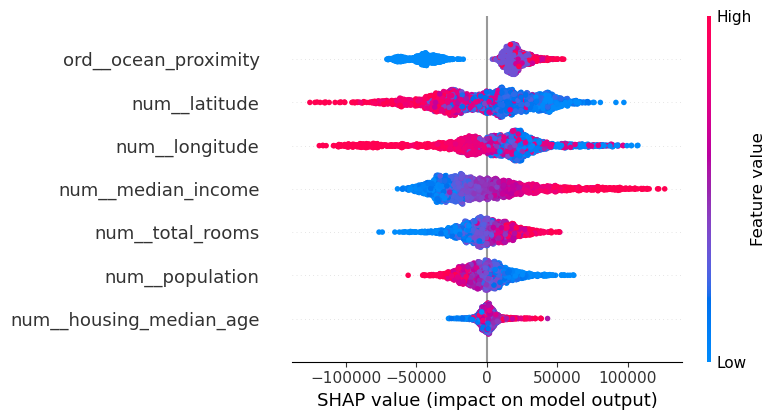 High
ord__ocean_proximity
num__latitude
num__longitude
num__median_income
num__total_rooms
num__population
num__housing_median_age
Feature value
Low
−100000 −50000 0 50000 100000
SHAP value (impact on model output)